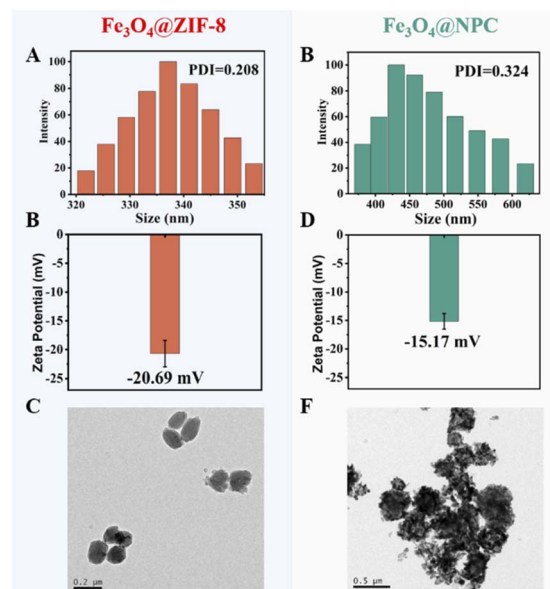 Fe₃O₄@ZIF-8
Fe₃O₄@NPC
A
PDI=0.208
Intensity
100
80
60
40
20
0
320 330 340 350
Size (nm)
B
PDI=0.324
Intensity
100
80
60
40
20
0
400 450 500 550 600
Size (nm)
B
Zeta Potential (mV)
0
-5
-10
-15
-20
-25
-20.69 mV
D
Zeta Potential (mV)
0
-5
-10
-15
-20
-25
-15.17 mV
C
0.2 μm
F
0.5 μm